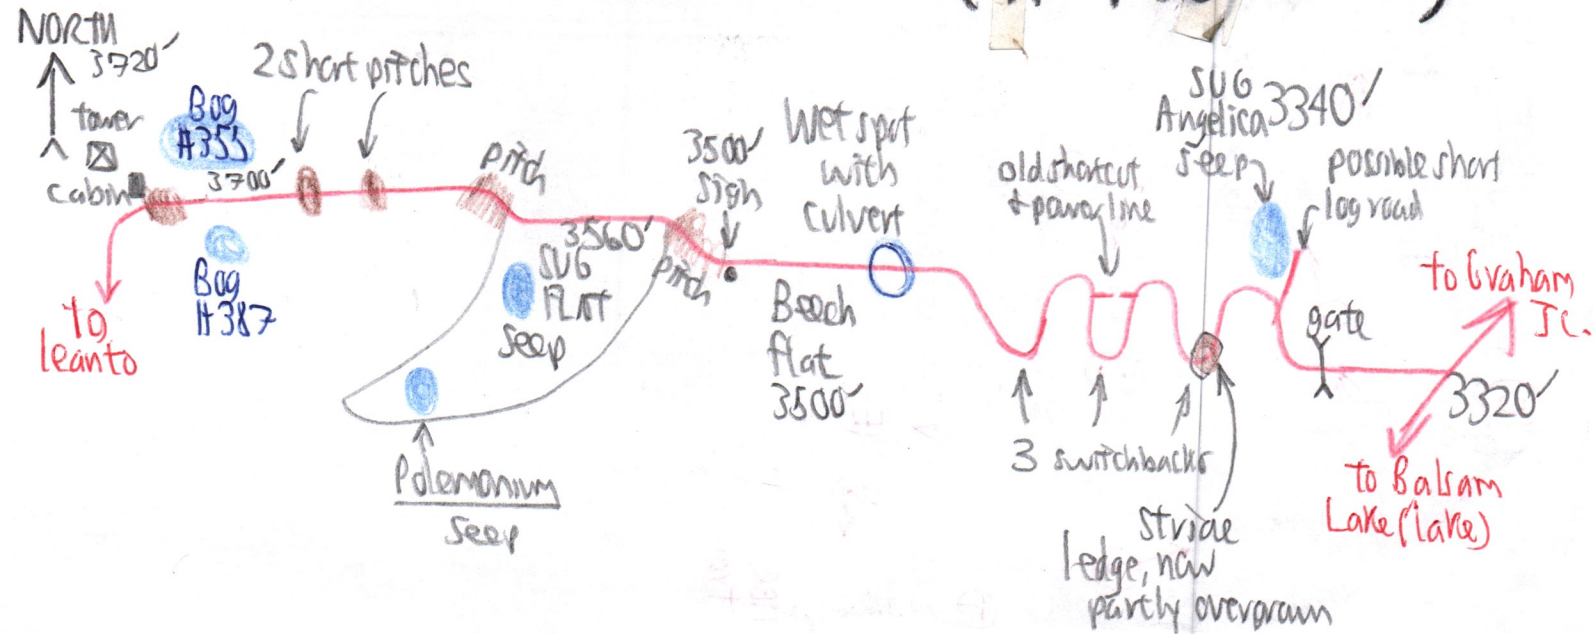 NORTH
3720'
tower
cabin
Bog
#355
3700'
Bog
#387
to
leanto
2 short pitches
pitch
3560'
SUG
FLAT
seep
Polemonium
seep
pitch
3500'
sign
Wet spot
with
culvert
Beech
flat
3500'
old shortcut
+ power line
3 switchbacks
stride
ledge, now
partly overgrown
SUG
Angelica 3340'
seep
possible short
log road
gate
to Graham
Jc.
3320'
to Balsam
Lake (lake)